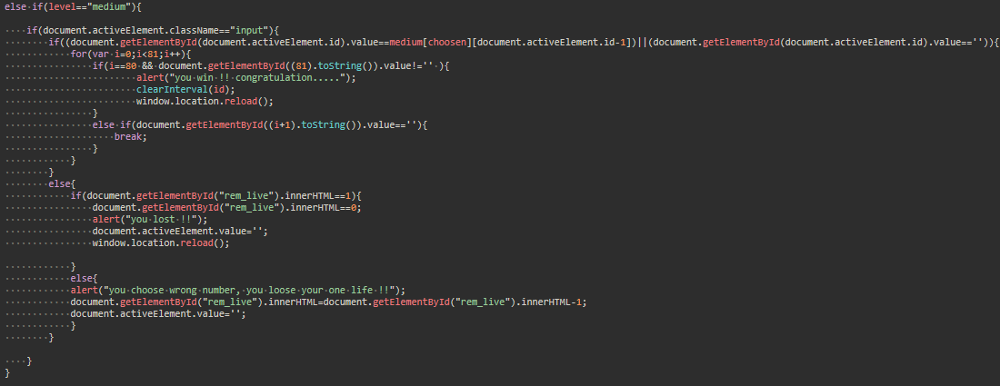 else if(level=="medium"){
if(document.activeElement.className=="input"){
if((document.getElementById(document.activeElement.id).value==medium[choosen][document.activeElement.id-1])||(document.getElementById(document.activeElement.id).value=='')){
for(var i=0;i<81;i++){
if(i==80 && document.getElementById((81).toString()).value!='' ){
alert("you win !! congratulation.....");
clearInterval(id);
window.location.reload();
}
else if(document.getElementById((i+1).toString()).value==''){
break;
}
}
}
else{
if(document.getElementById("rem_live").innerHTML==1){
document.getElementById("rem_live").innerHTML==0;
alert("you lost !!");
document.activeElement.value='';
window.location.reload();
}
else{
alert("you choose wrong number, you loose your one life !!");
document.getElementById("rem_live").innerHTML=document.getElementById("rem_live").innerHTML-1;
document.activeElement.value='';
}
}
}
}